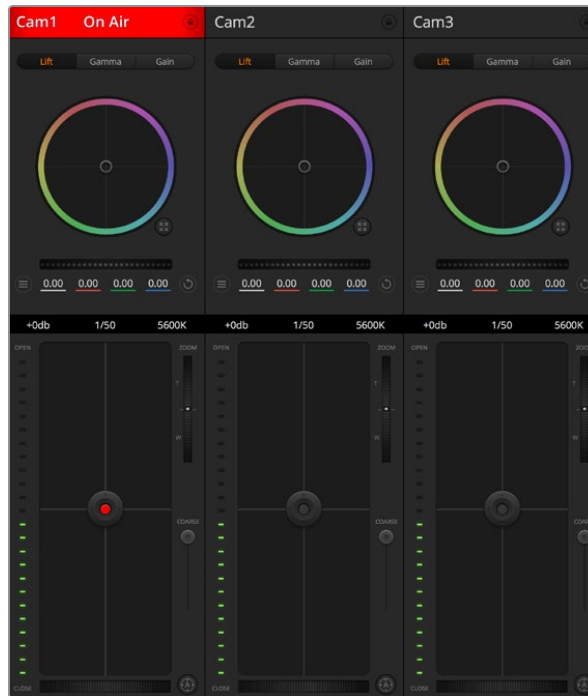 Cam1 On Air
Lift Gamma Gain
0.00 0.00 0.00 0.00
+0db 1/50 5600K
OPEN
ZOOM
T
W
COARSE
CLOSE
Cam2
Lift Gamma Gain
0.00 0.00 0.00 0.00
+0db 1/50 5600K
OPEN
ZOOM
T
W
COARSE
CLOSE
Cam3
Lift Gamma Gain
0.00 0.00 0.00 0.00
+0db 1/50 5600K
OPEN
ZOO
T
W
COARSE
CLOSE